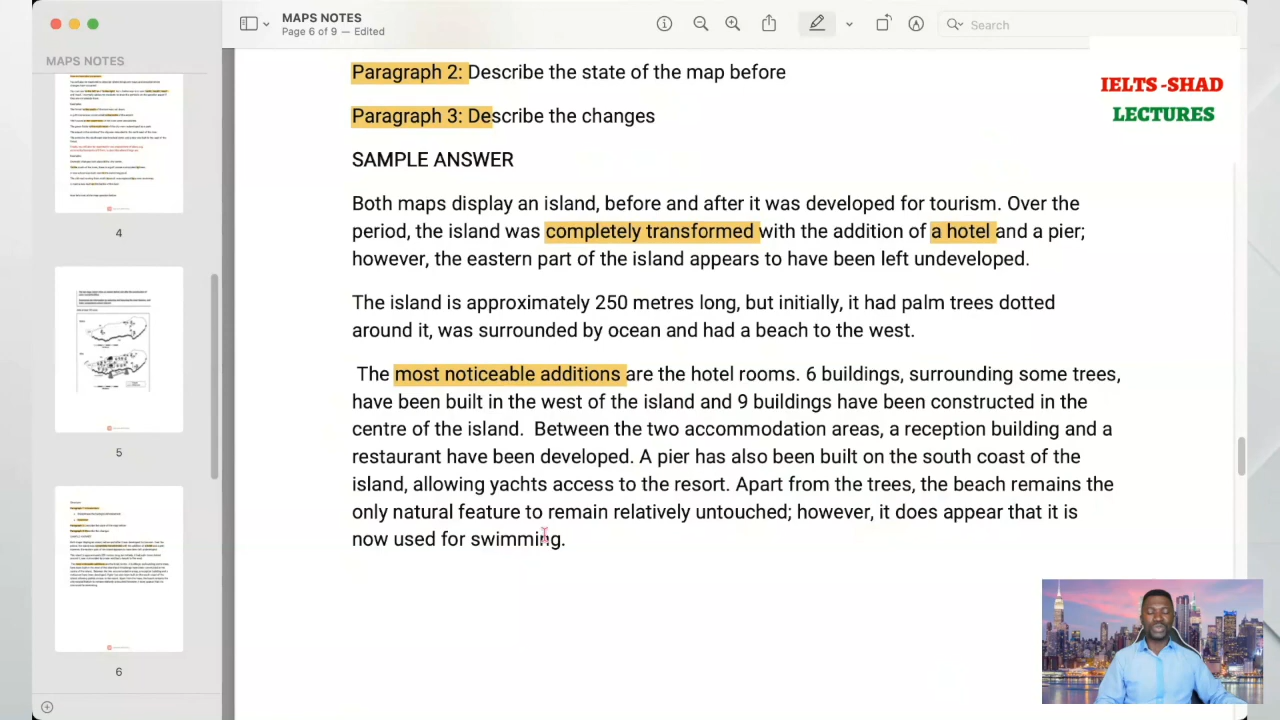 MAPS NOTES
Page 6 of 9 — Edited
Search
MAPS NOTES
4
5
6
IELTS -SHAD
LECTURES
Paragraph 2: Describe the state of the map before
Paragraph 3: Describe the changes
SAMPLE ANSWER
Both maps display an island, before and after it was developed for tourism. Over the
period, the island was completely transformed with the addition of a hotel and a pier;
however, the eastern part of the island appears to have been left undeveloped.
The island is approximately 250 metres long, but initially, it had palm trees dotted
around it, was surrounded by ocean and had a beach to the west.
The most noticeable additions are the hotel rooms. 6 buildings, surrounding some trees,
have been built in the west of the island and 9 buildings have been constructed in the
centre of the island. Between the two accommodation areas, a reception building and a
restaurant have been developed. A pier has also been built on the south coast of the
island, allowing yachts access to the resort. Apart from the trees, the beach remains the
only natural feature to remain relatively untouched; however, it does appear that it is
now used for swimming.